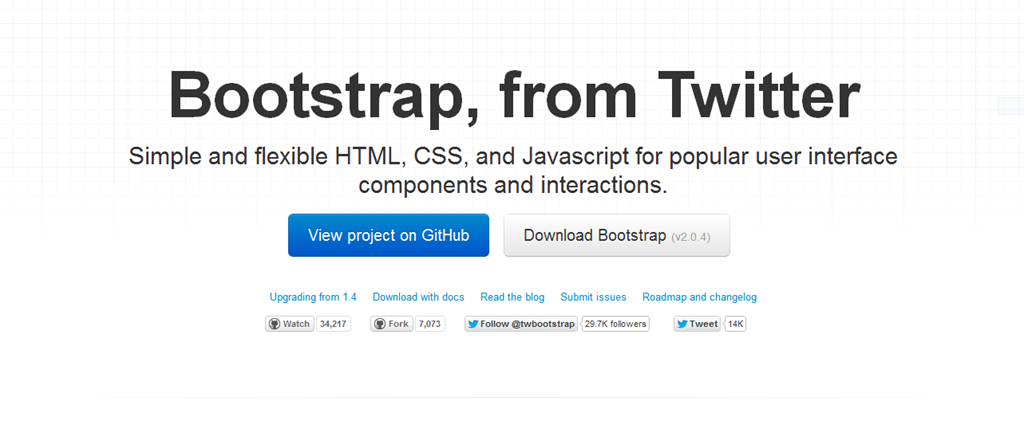 Bootstrap, from Twitter
Simple and flexible HTML, CSS, and Javascript for popular user interface
components and interactions.
View project on GitHub Download Bootstrap (v2.0.4)
Upgrading from 1.4 Download with docs Read the blog Submit issues Roadmap and changelog
Watch 34,217 Fork 7,073 Follow @twbootstrap 29.7K followers Tweet 14K